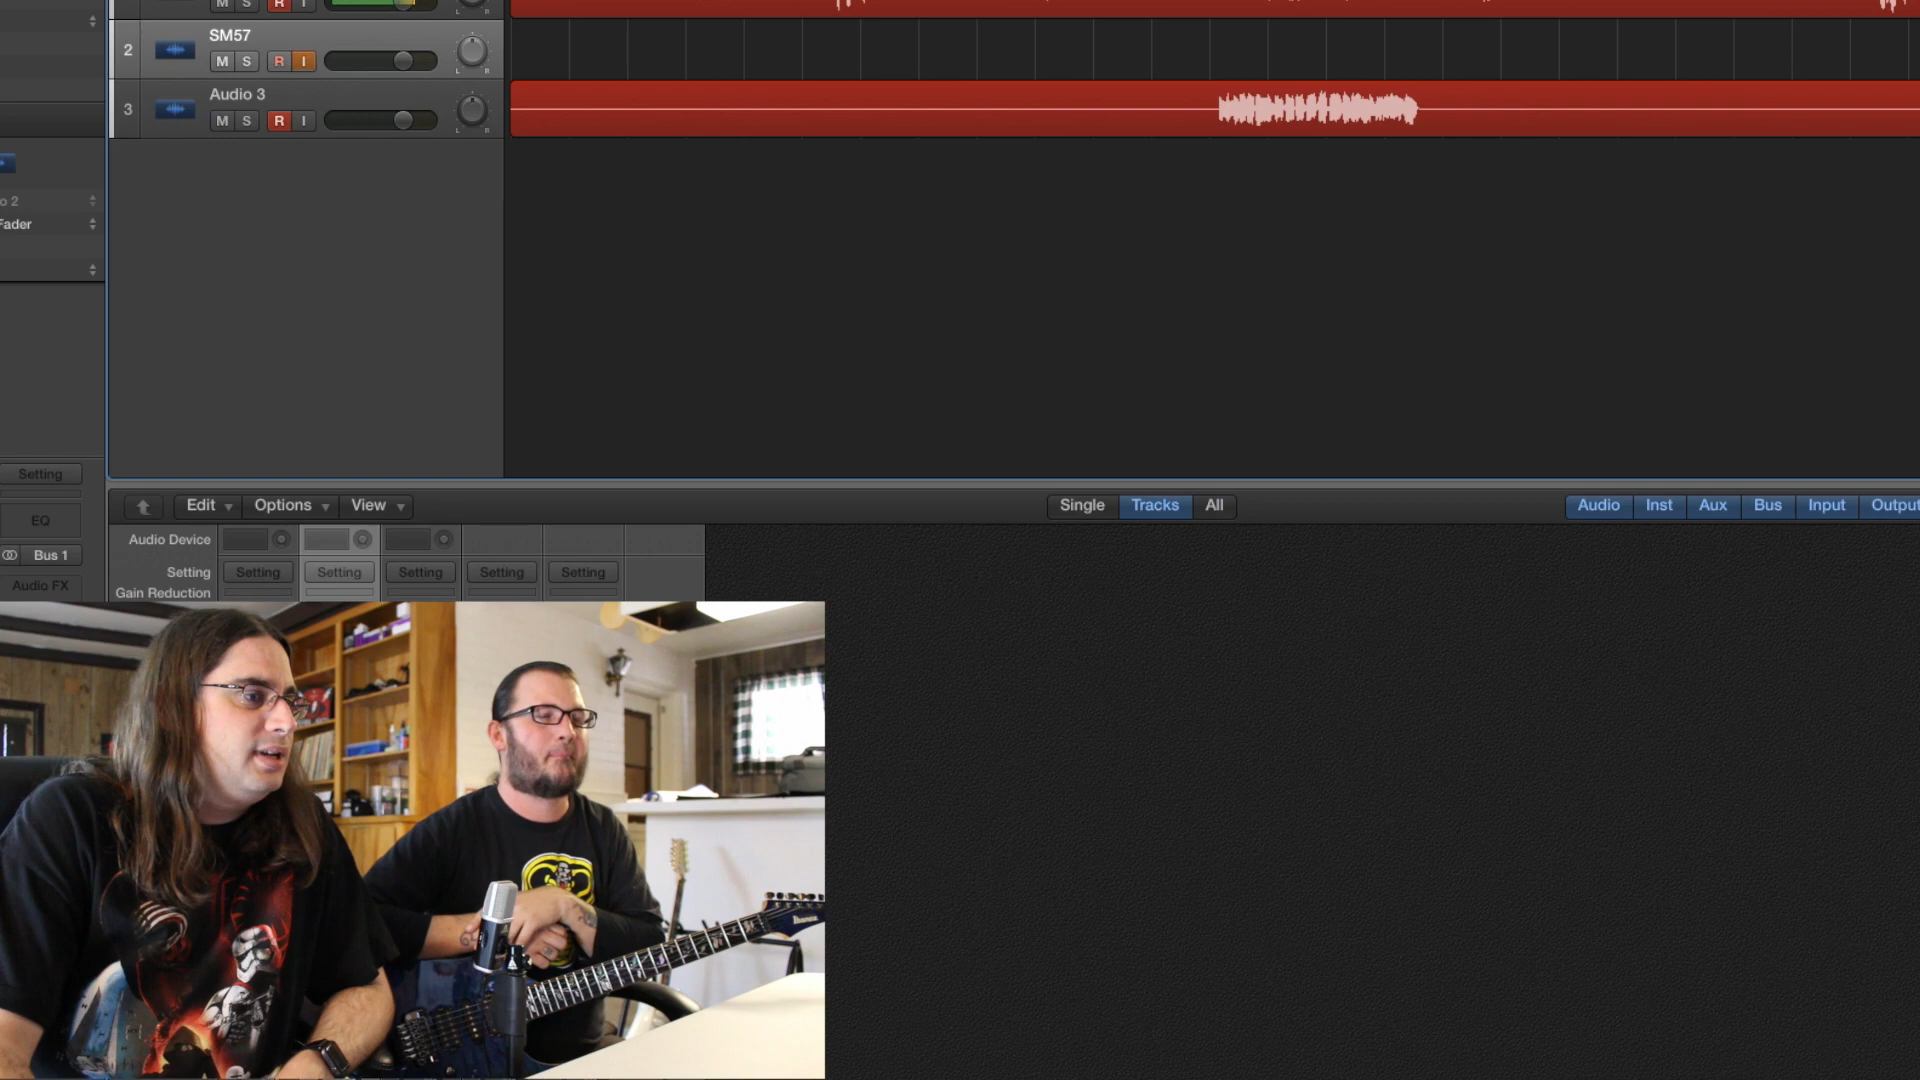 M S R I
2 SM57
M S R I
L R
3 Audio 3
M S R I
L R
o 2
Fader
Setting
EQ
Bus 1
Audio FX
Edit Options View Single Tracks All Audio Inst Aux Bus Input Output
Audio Device
Setting Setting Setting Setting Setting Setting
Gain Reduction
Ibanez